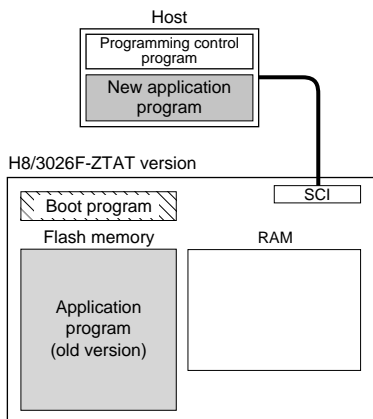 Host
Programming control
program
New application
program
H8/3026F-ZTAT version
SCI
Boot program
Flash memory
RAM
Application
program
(old version)